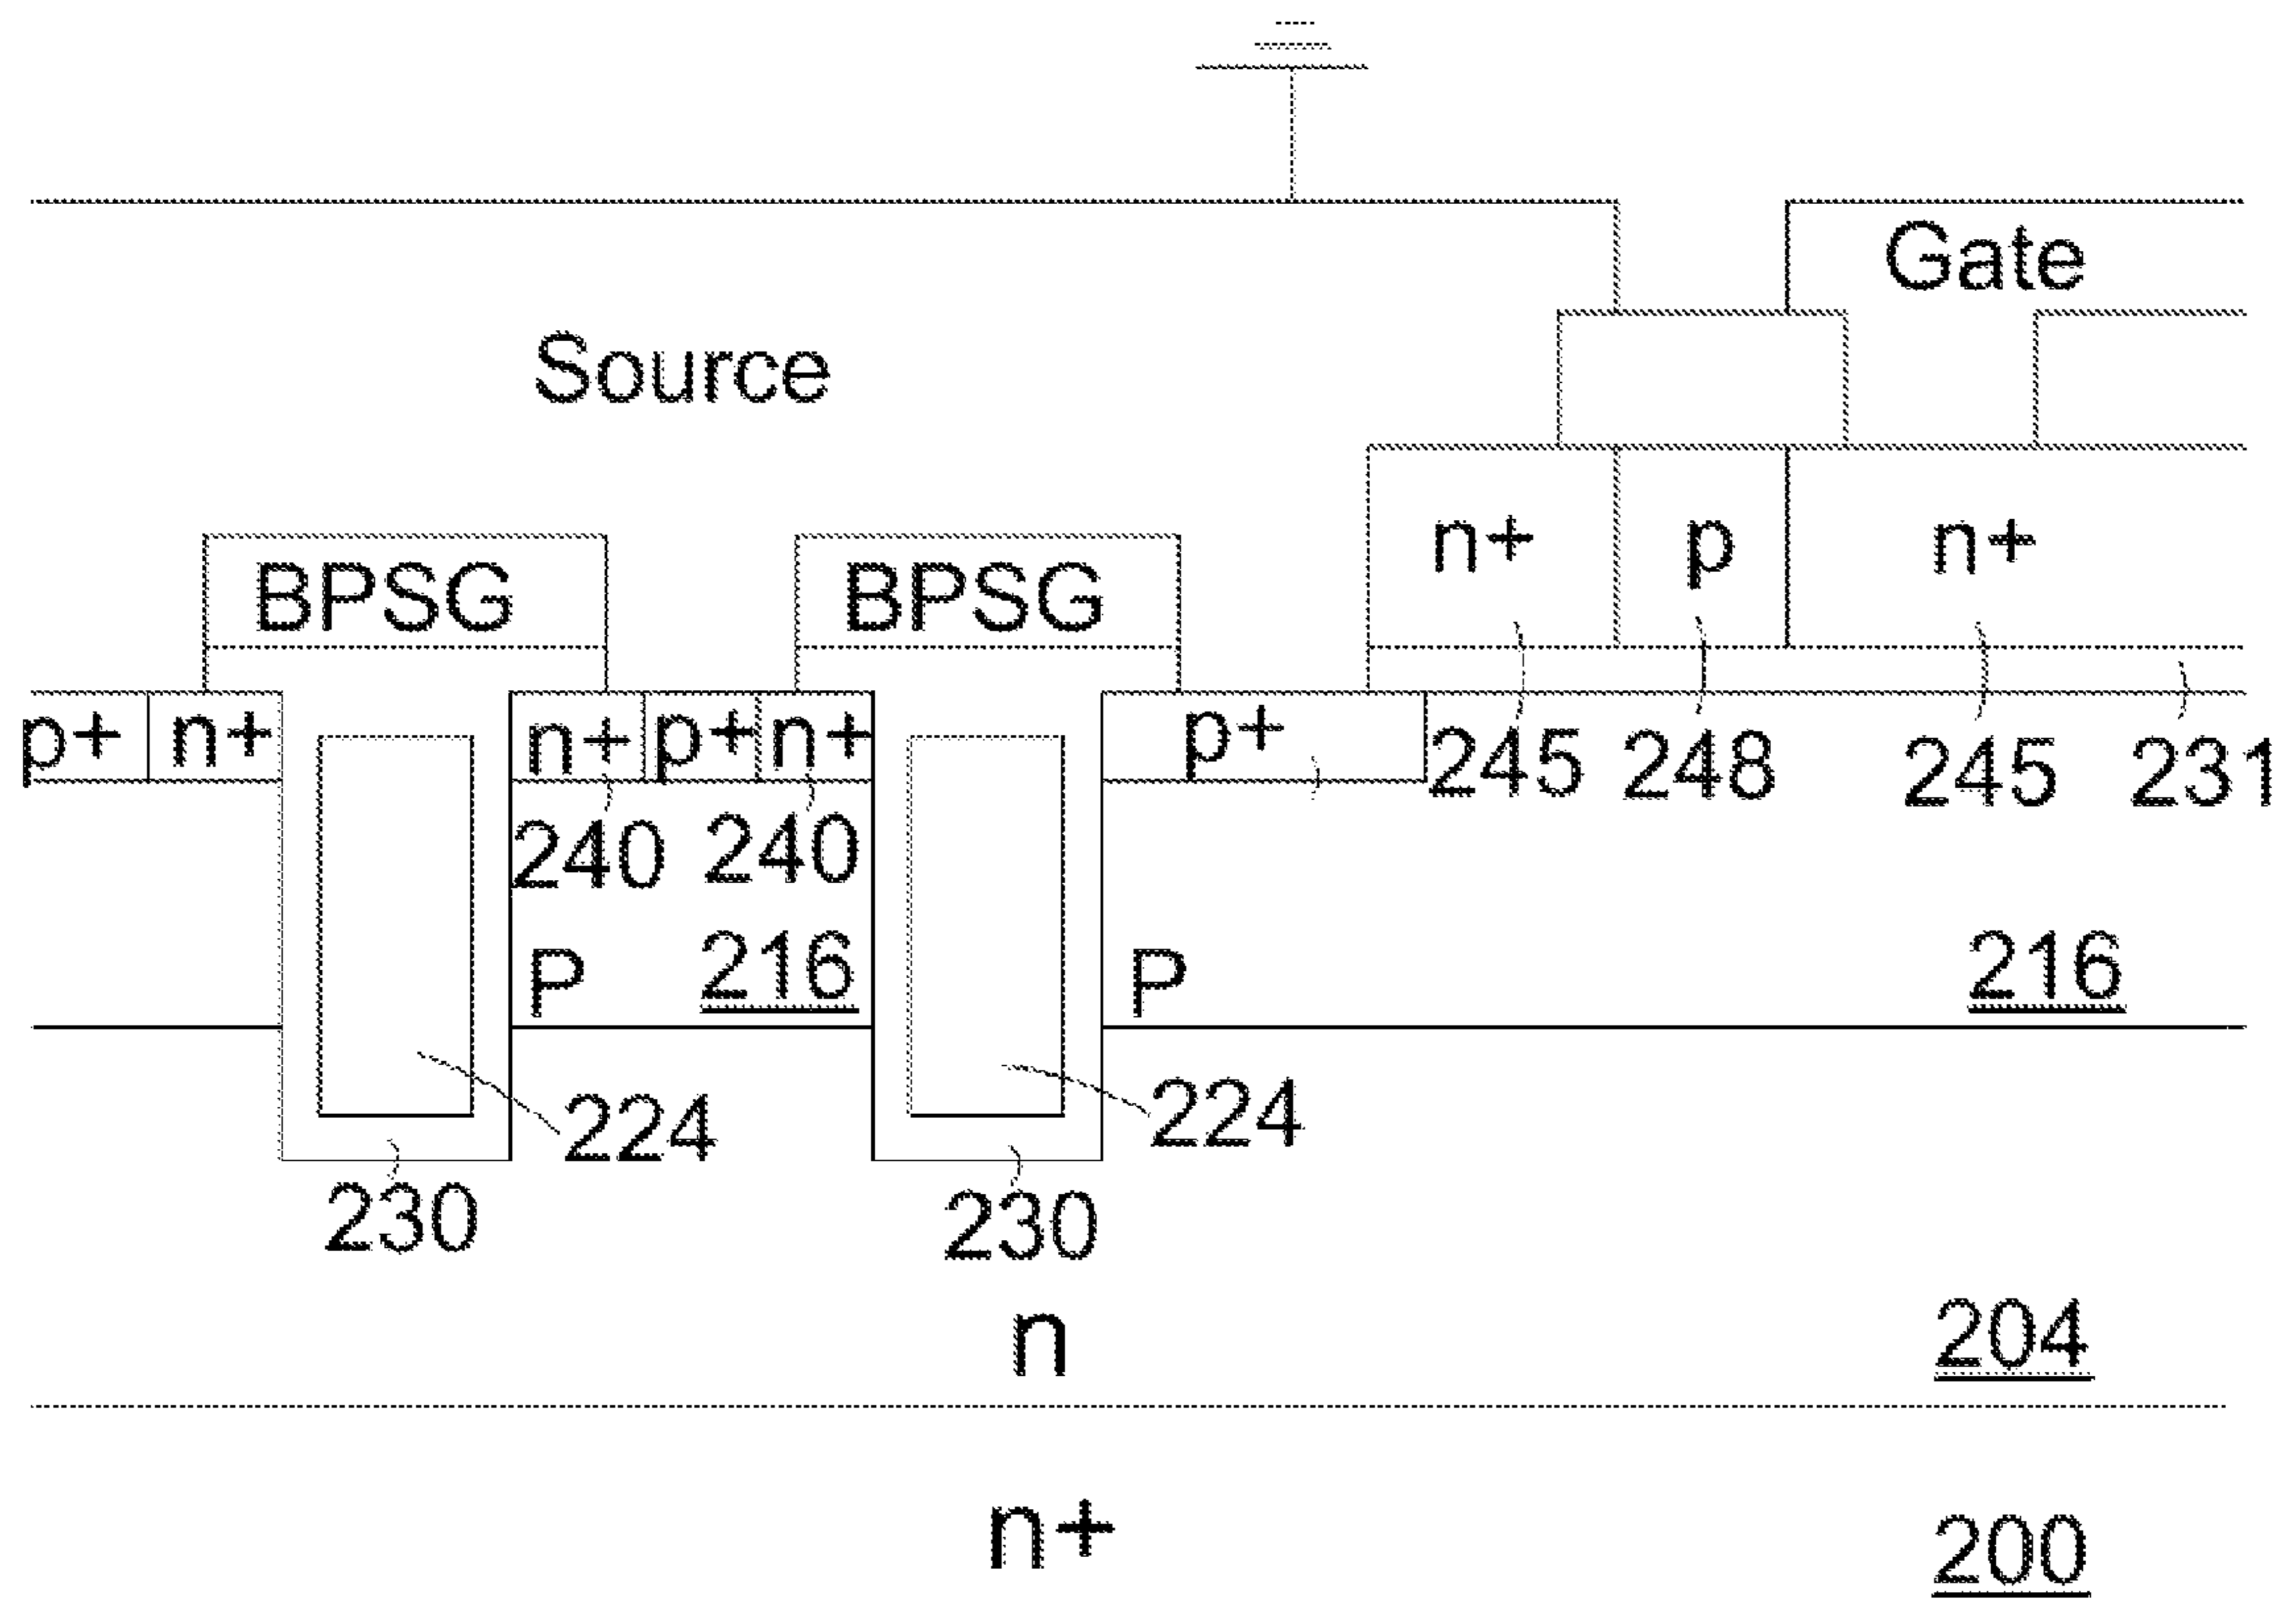 Gate
Source
n+ p n+
BPSG BPSG
p+ n+ n+ p+ n+ p+
245 248 245 231
240 240
P 216 P 216
224 224
230 230
n 204
n+ 200